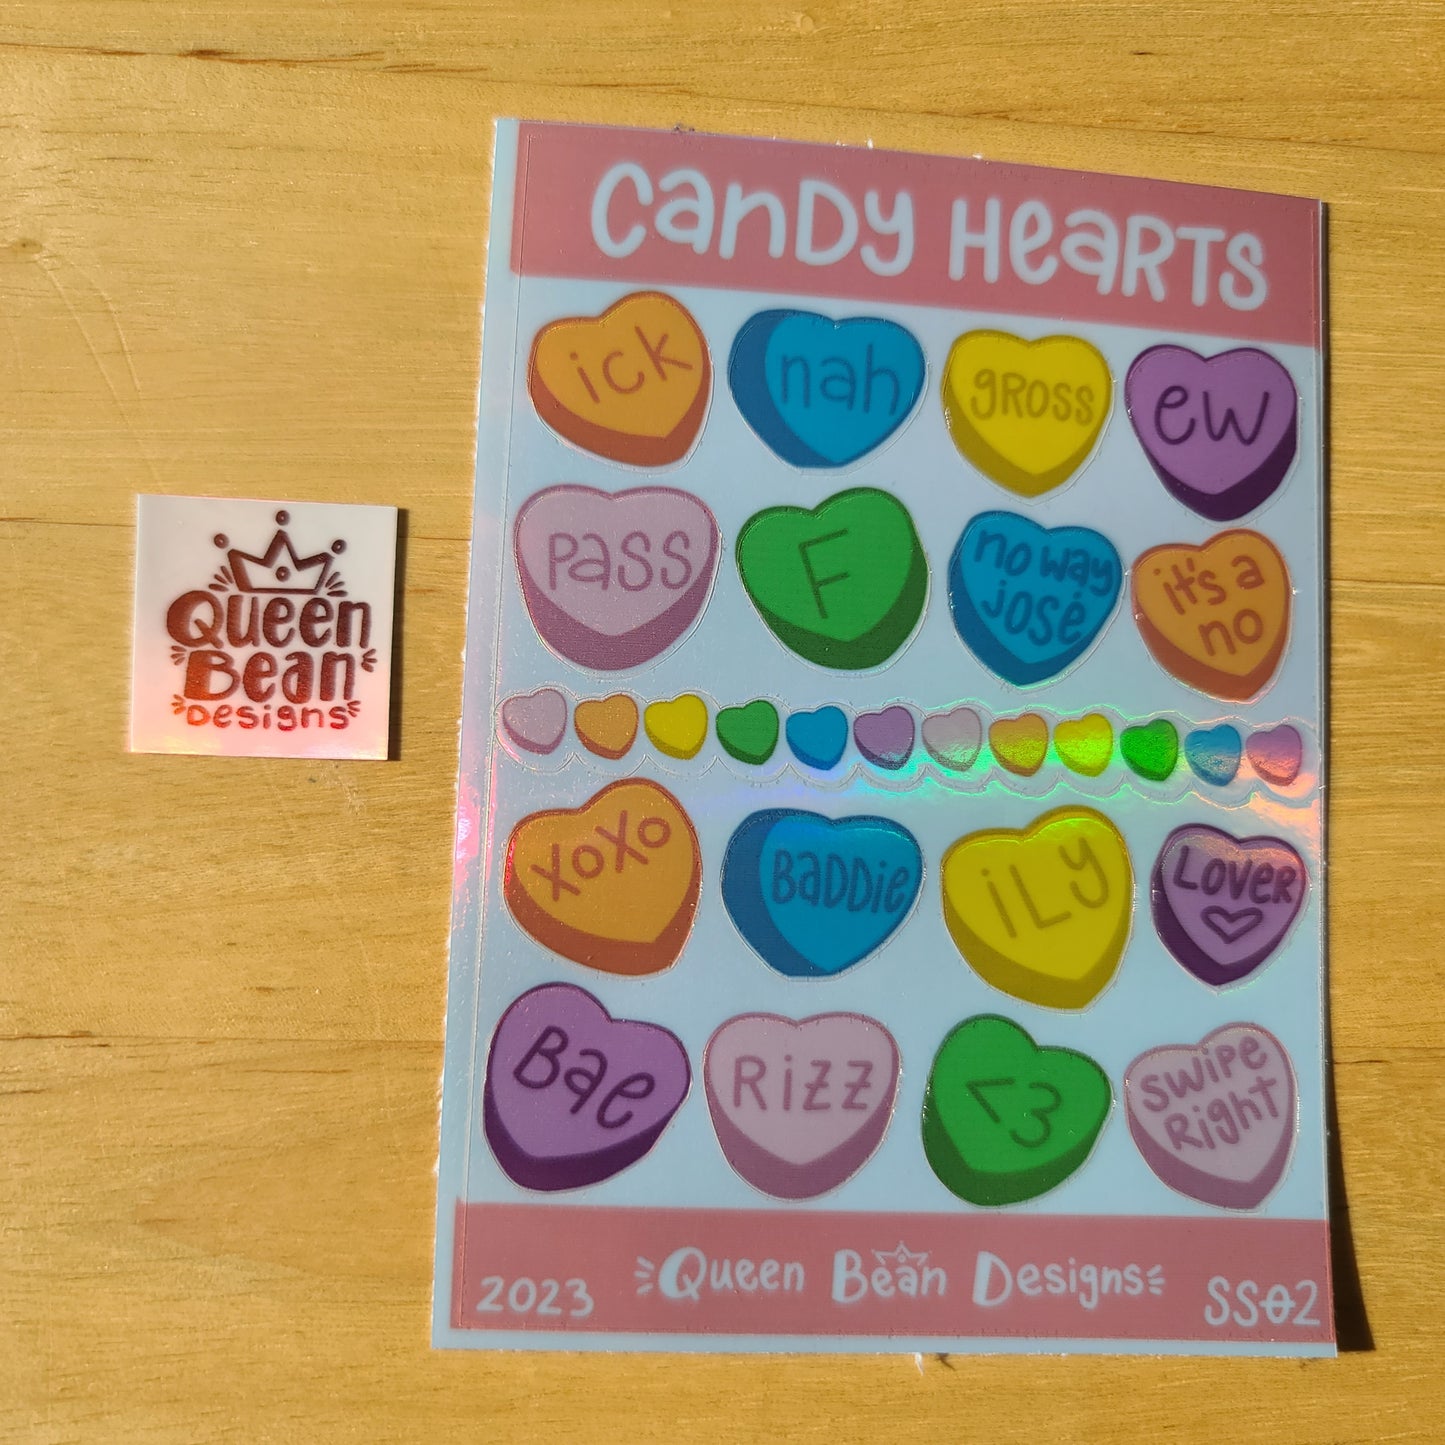 Candy Hearts
ick
nah
gross
ew
Pass
F
no way
josé
it's a
no
XoXo
Baddie
iLy
Lover
Bae
Rizz
<3
Swipe
Right
2023
Queen Bean Designs
SS02
Queen
Bean
Designs